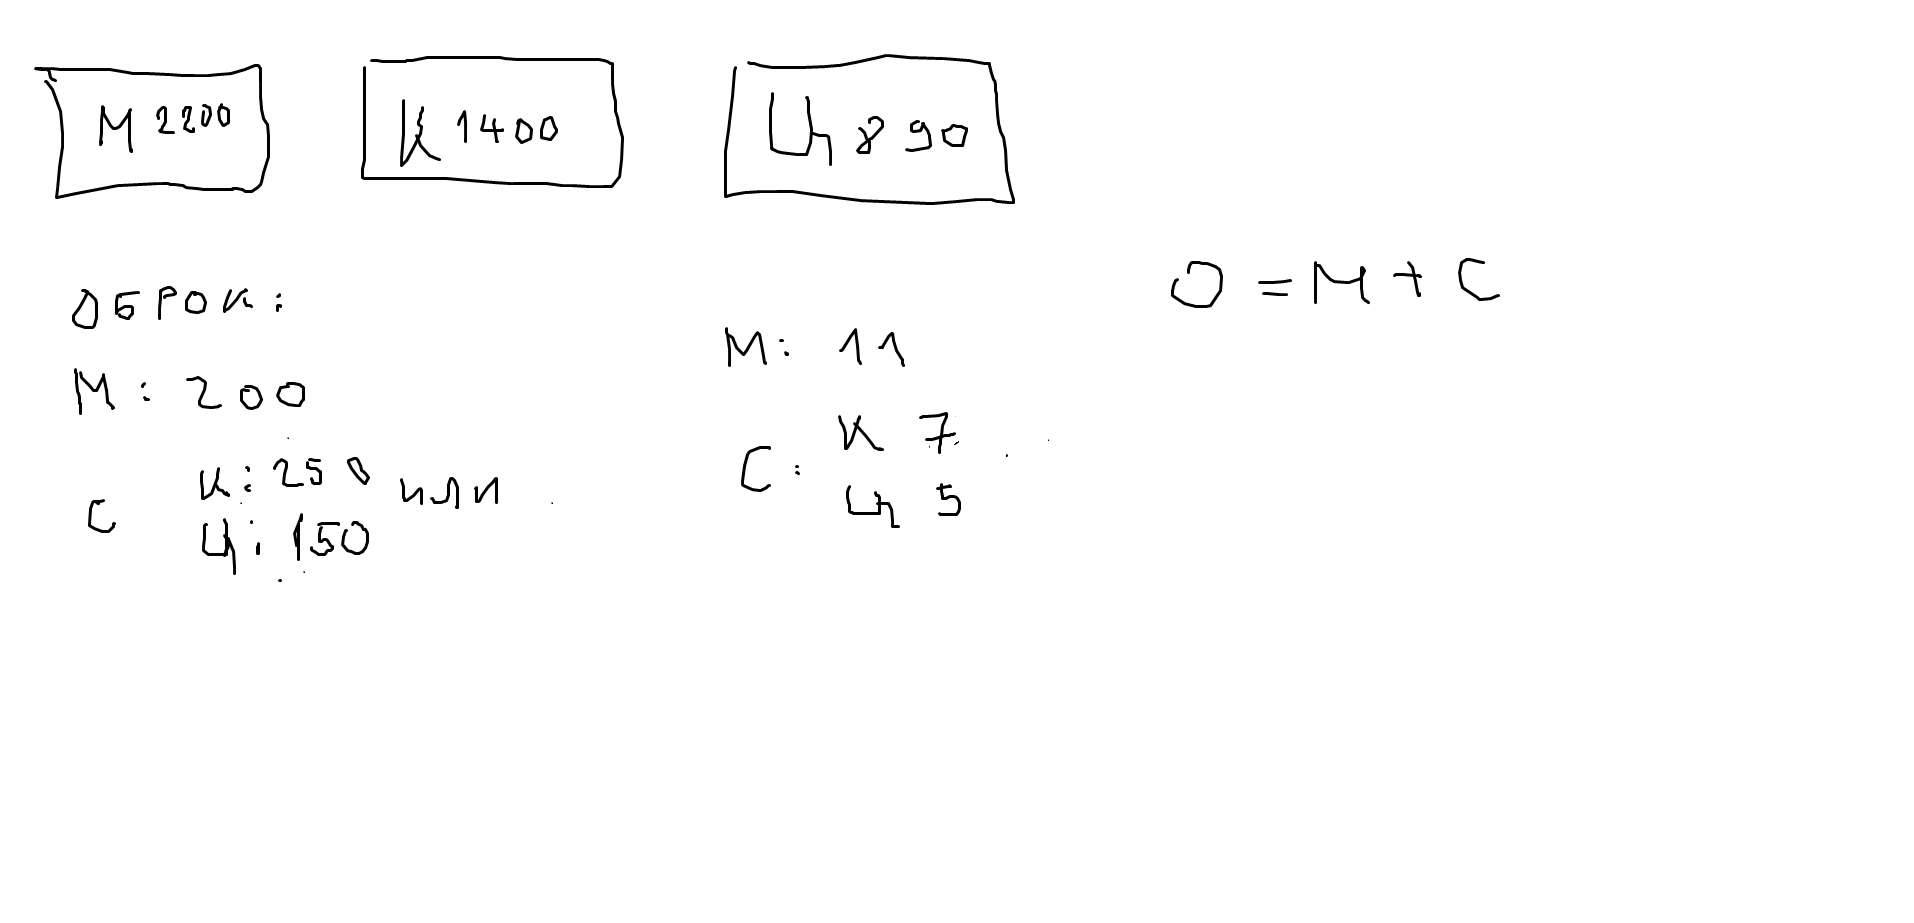 М 2200
К 1400
Ц 890
ОБРОК:
М: 200
С
К: 250
Ц: 150
или
М: 11
С:
К 7
Ц 5
О = М + С